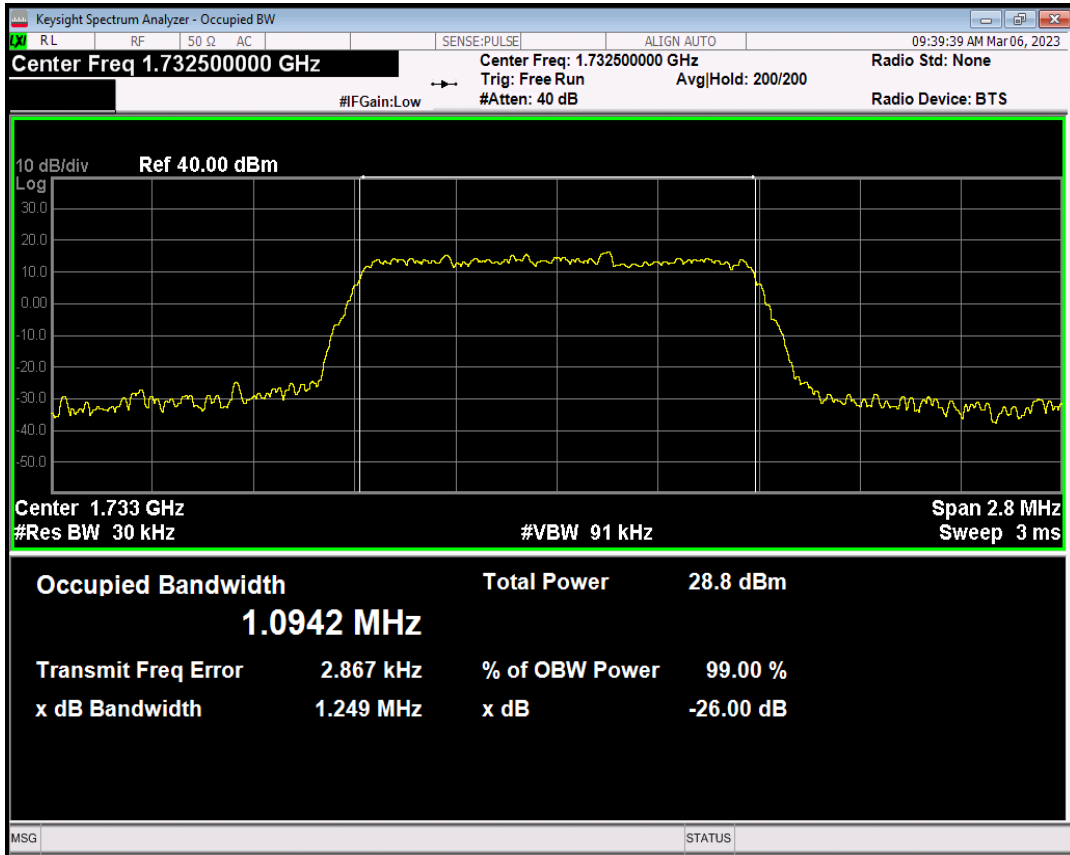 Keysight Spectrum Analyzer - Occupied BW
LXI RL RF 50 Ω AC SENSE:PULSE ALIGN AUTO 09:39:39 AM Mar 06, 2023
Center Freq 1.732500000 GHz Center Freq: 1.732500000 GHz Radio Std: None
Trig: Free Run Avg|Hold: 200/200
#IFGain:Low #Atten: 40 dB Radio Device: BTS
10 dB/div Ref 40.00 dBm
Log
30.0
20.0
10.0
0.00
-10.0
-20.0
-30.0
-40.0
-50.0
Center 1.733 GHz Span 2.8 MHz
#Res BW 30 kHz #VBW 91 kHz Sweep 3 ms
Occupied Bandwidth Total Power 28.8 dBm
1.0942 MHz
Transmit Freq Error 2.867 kHz % of OBW Power 99.00 %
x dB Bandwidth 1.249 MHz x dB -26.00 dB
MSG STATUS